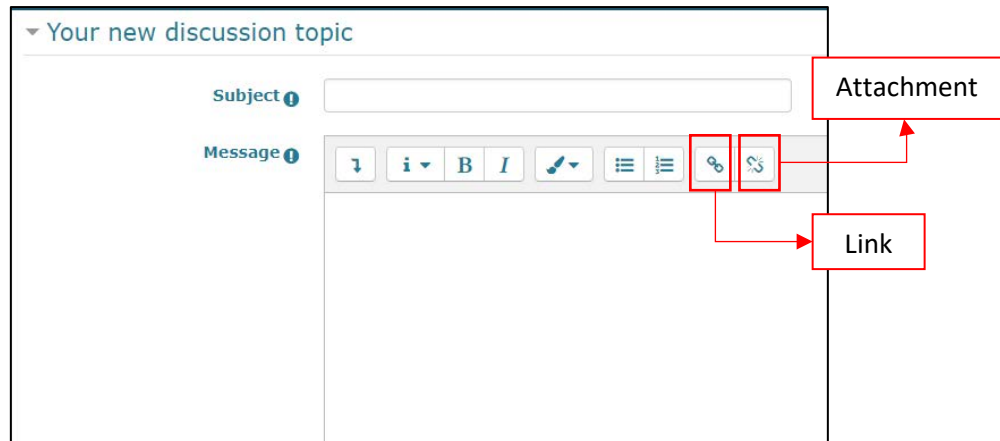 Your new discussion topic
Subject
Attachment
Message
i B I
Link